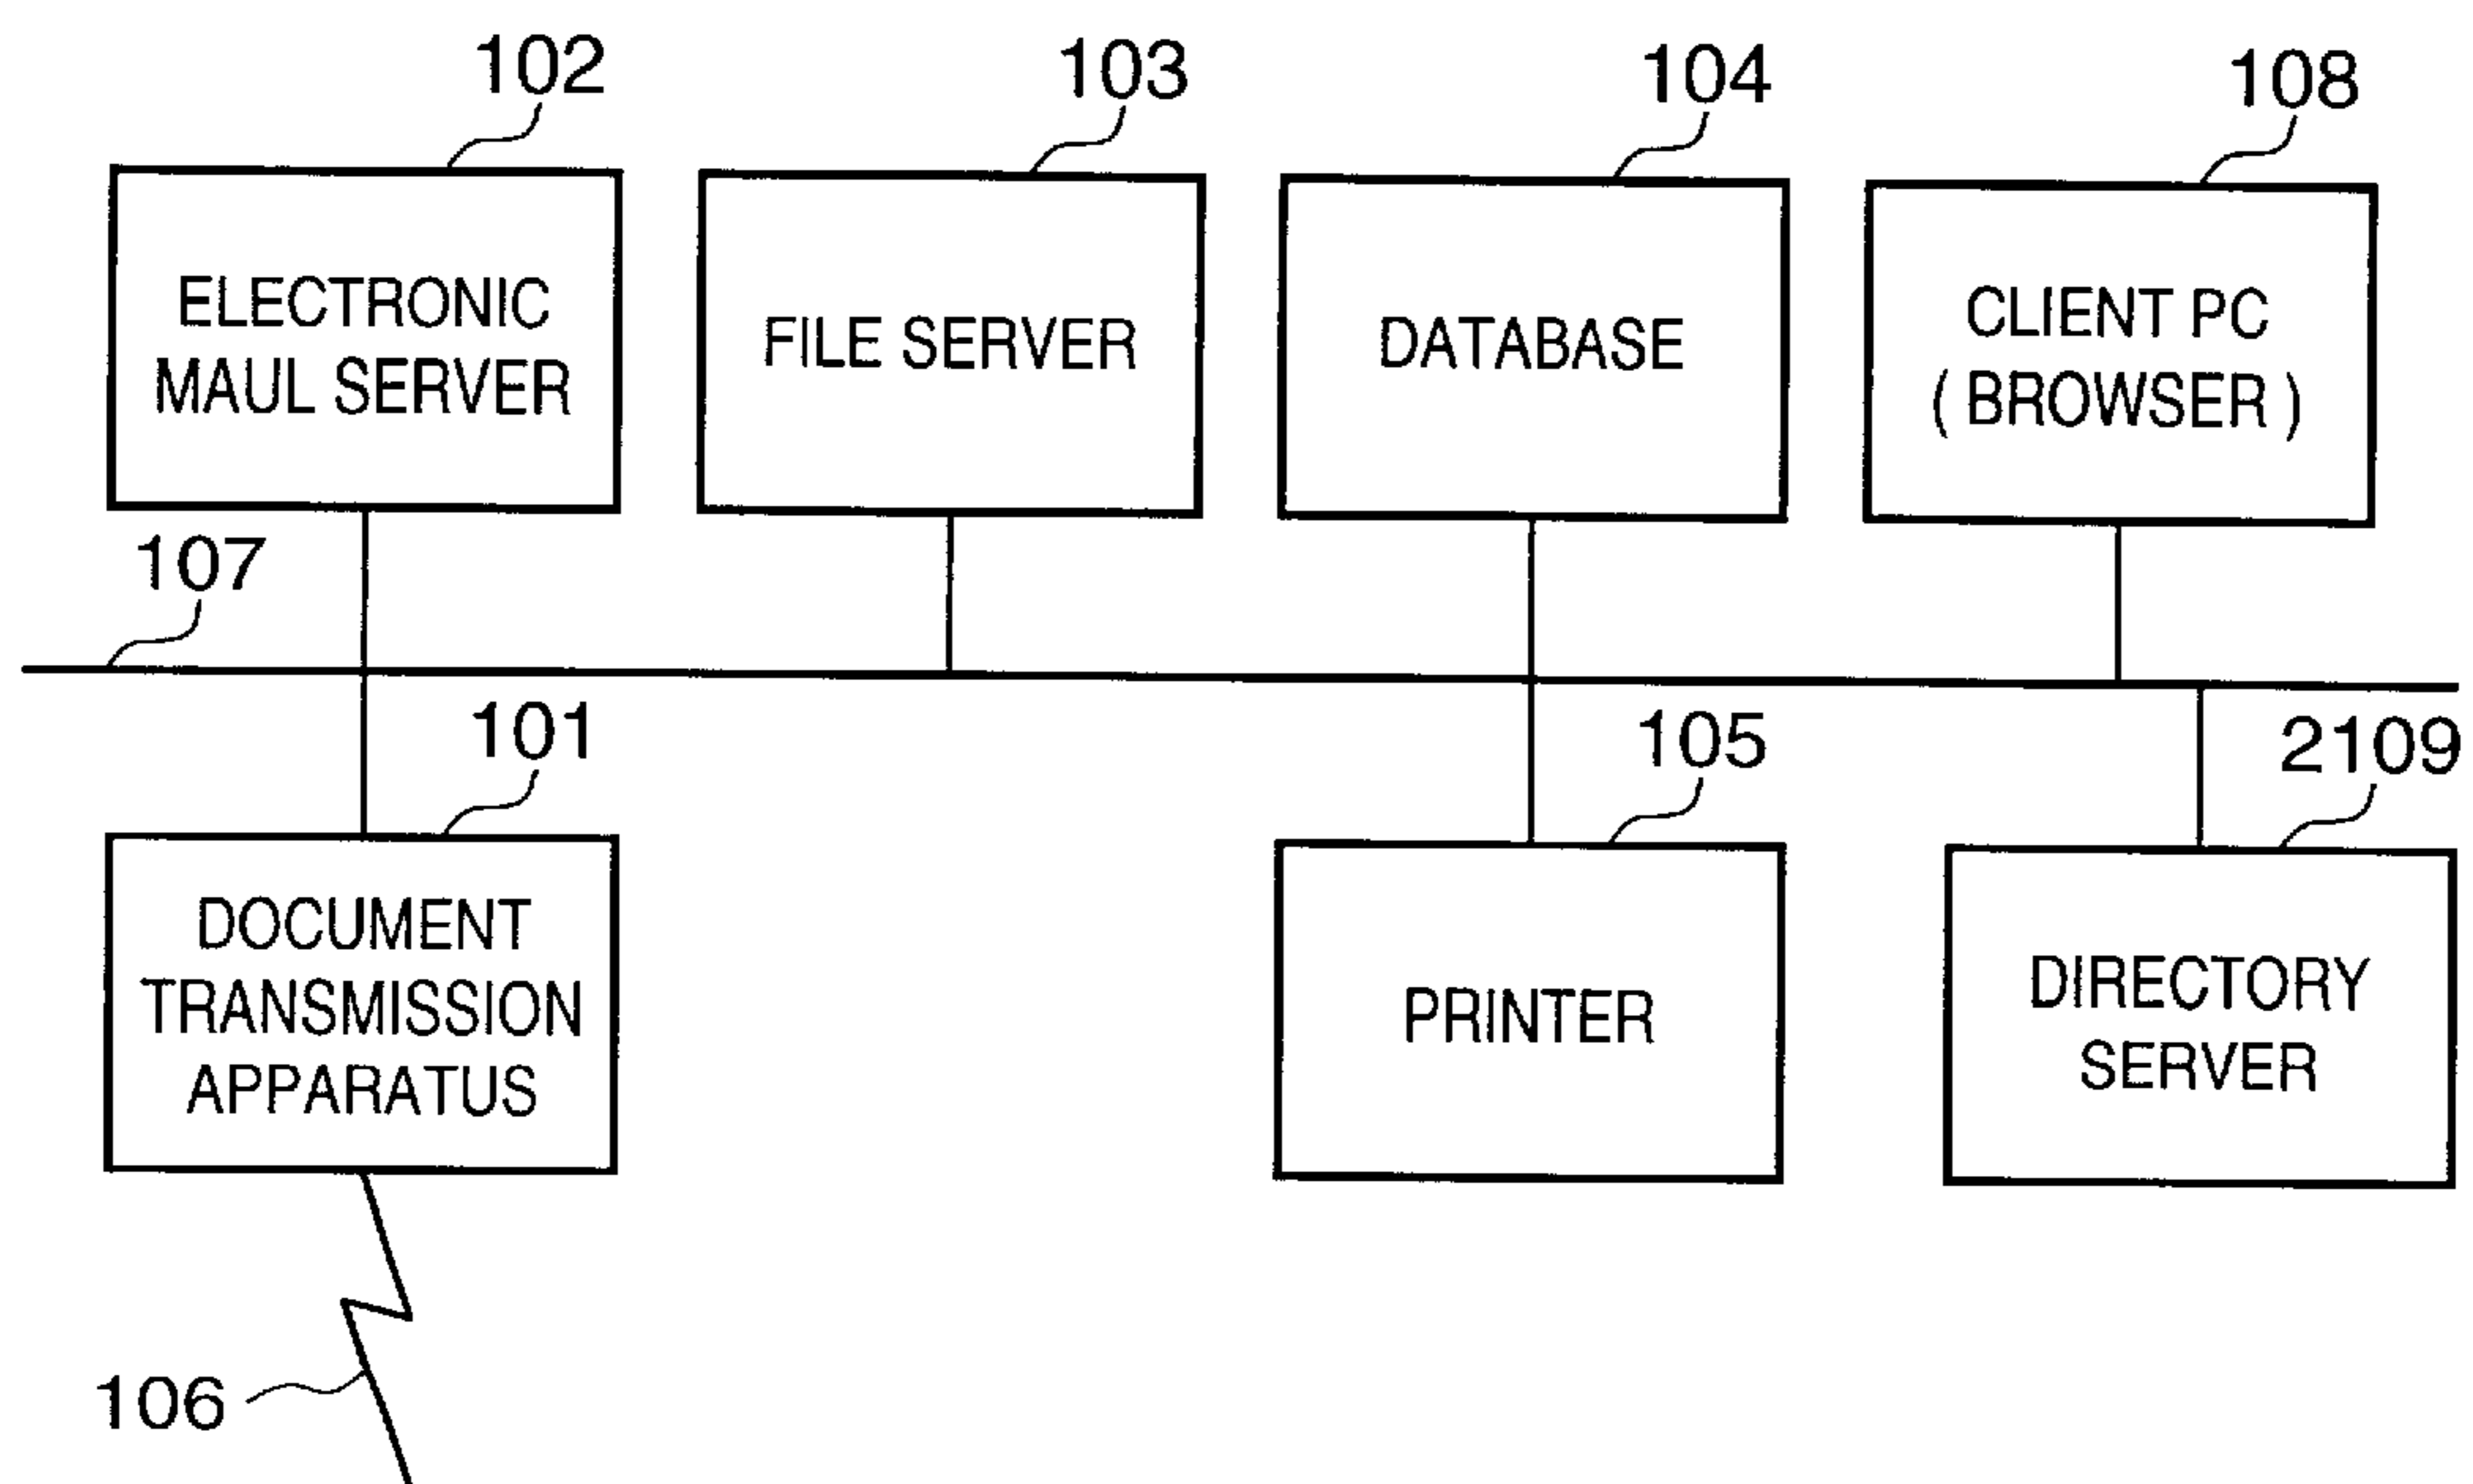 102
103
104
108
ELECTRONIC
MAUL SERVER
FILE SERVER
DATABASE
CLIENT PC
( BROWSER )
107
101
105
2109
DOCUMENT
TRANSMISSION
APPARATUS
PRINTER
DIRECTORY
SERVER
106